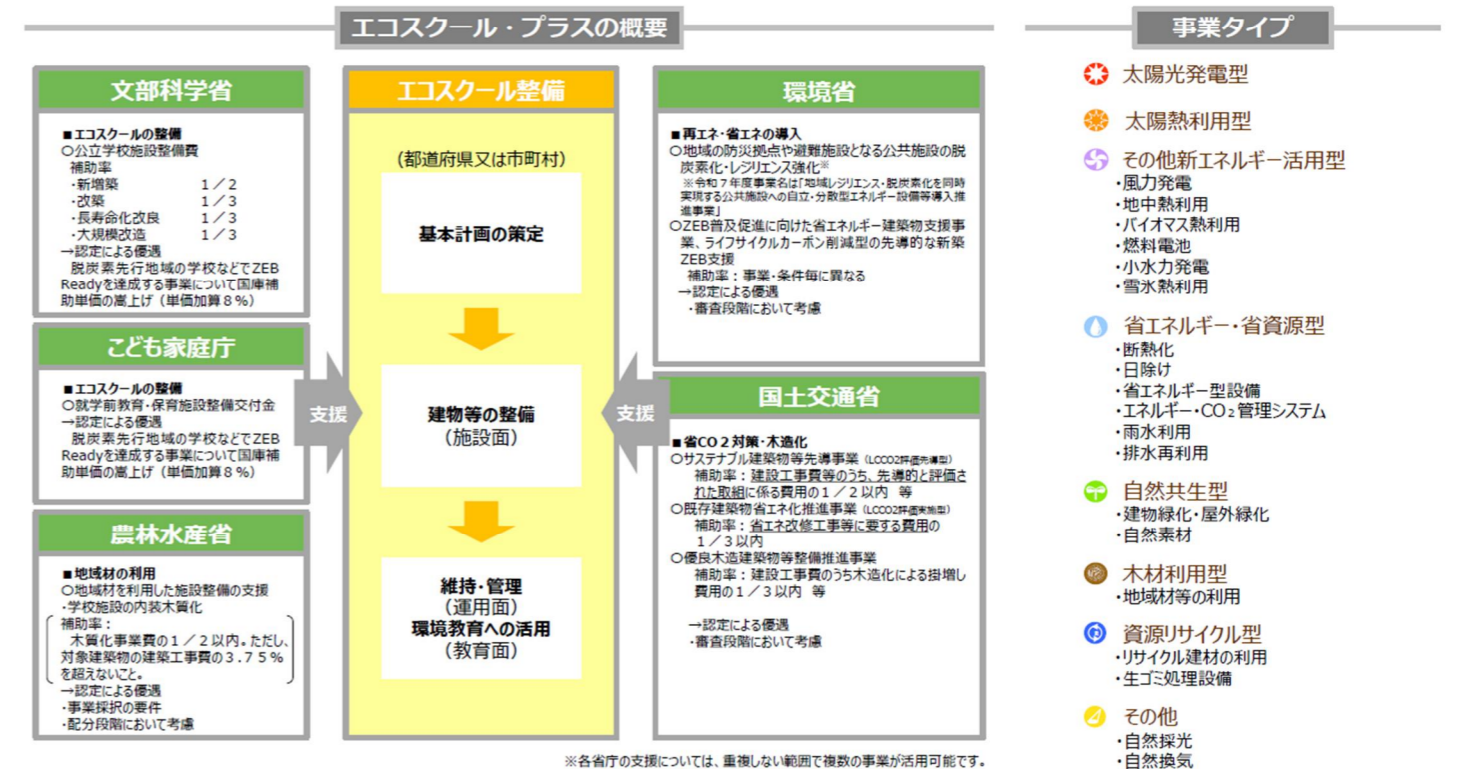 エコスクール・プラスの概要
文部科学省
■エコスクールの整備
○公立学校施設整備費
補助率
・新増築 1/2
・改築 1/3
・長寿命化改良 1/3
・大規模改造 1/3
→認定による優遇
脱炭素先行地域の学校などでZEB
Readyを達成する事業について国庫補
助単価の嵩上げ（単価加算８％）
こども家庭庁
■エコスクールの整備
○就学前教育・保育施設整備交付金
→認定による優遇
脱炭素先行地域の学校などでZEB
Readyを達成する事業について国庫補
助単価の嵩上げ（単価加算８％）
農林水産省
■地域材の利用
○地域材を利用した施設整備の支援
・学校施設の内装木質化
補助率：
木質化事業費の１／２以内。ただし、
対象建築物の建築工事費の３.７５％
を超えないこと。
→認定による優遇
・事業採択の要件
・配分段階において考慮
支援
エコスクール整備
（都道府県又は市町村）
基本計画の策定
建物等の整備
（施設面）
維持・管理
（運用面）
環境教育への活用
（教育面）
支援
環境省
■再エネ・省エネの導入
○地域の防災拠点や避難施設となる公共施設の脱
炭素化・レジリエンス強化※
※令和７年度事業名は「地域レジリエンス・脱炭素化を同時
実現する公共施設への自立・分散型エネルギー設備等導入推
進事業」
○ZEB普及促進に向けた省エネルギー建築物支援事
業、ライフサイクルカーボン削減型の先導的な新築
ZEB支援
補助率：事業・条件毎に異なる
→認定による優遇
・審査段階において考慮
国土交通省
■省CO２対策・木造化
○サステナブル建築物等先導事業（LCCO2評価先導型）
補助率：建設工事費等のうち、先導的と評価さ
れた取組に係る費用の１／２以内 等
○既存建築物省エネ化推進事業（LCCO2評価実施型）
補助率：省エネ改修工事等に要する費用の
１／３以内
○優良木造建築物等整備推進事業
補助率：建設工事費のうち木造化による掛増し
費用の１／３以内 等
→認定による優遇
・審査段階において考慮
※各省庁の支援については、重複しない範囲で複数の事業が活用可能です。
事業タイプ
太陽光発電型
太陽熱利用型
その他新エネルギー活用型
・風力発電
・地中熱利用
・バイオマス熱利用
・燃料電池
・小水力発電
・雪氷熱利用
省エネルギー・省資源型
・断熱化
・日除け
・省エネルギー型設備
・エネルギー・CO₂管理システム
・雨水利用
・排水再利用
自然共生型
・建物緑化・屋外緑化
・自然素材
木材利用型
・地域材等の利用
資源リサイクル型
・リサイクル建材の利用
・生ゴミ処理設備
その他
・自然採光
・自然換気